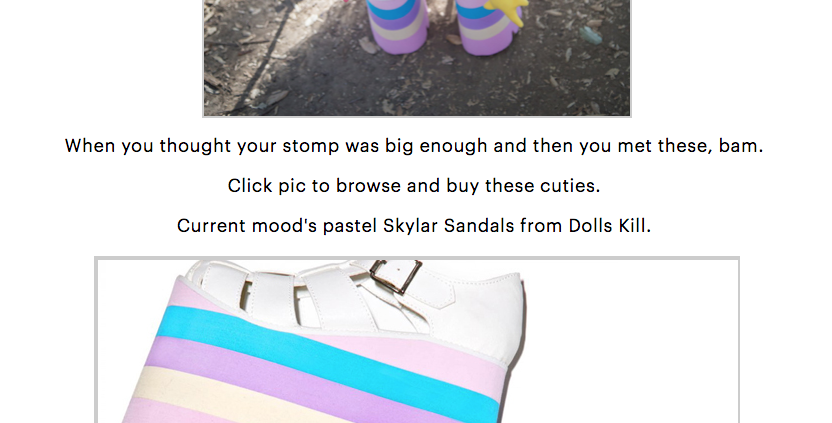 When you thought your stomp was big enough and then you met these, bam.
Click pic to browse and buy these cuties.
Current mood's pastel Skylar Sandals from Dolls Kill.